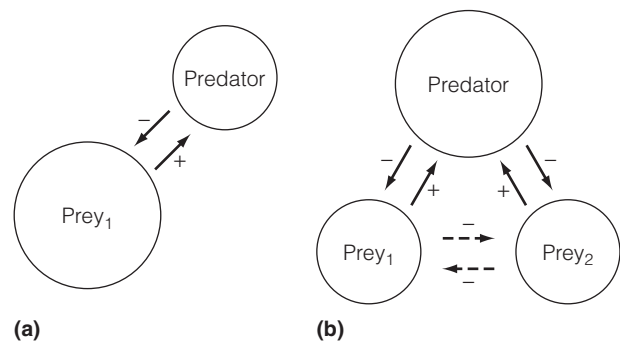 Predator
−
+
Prey₁
(a)
Predator
− −
+ +
−
Prey₁ Prey₂
−
(b)